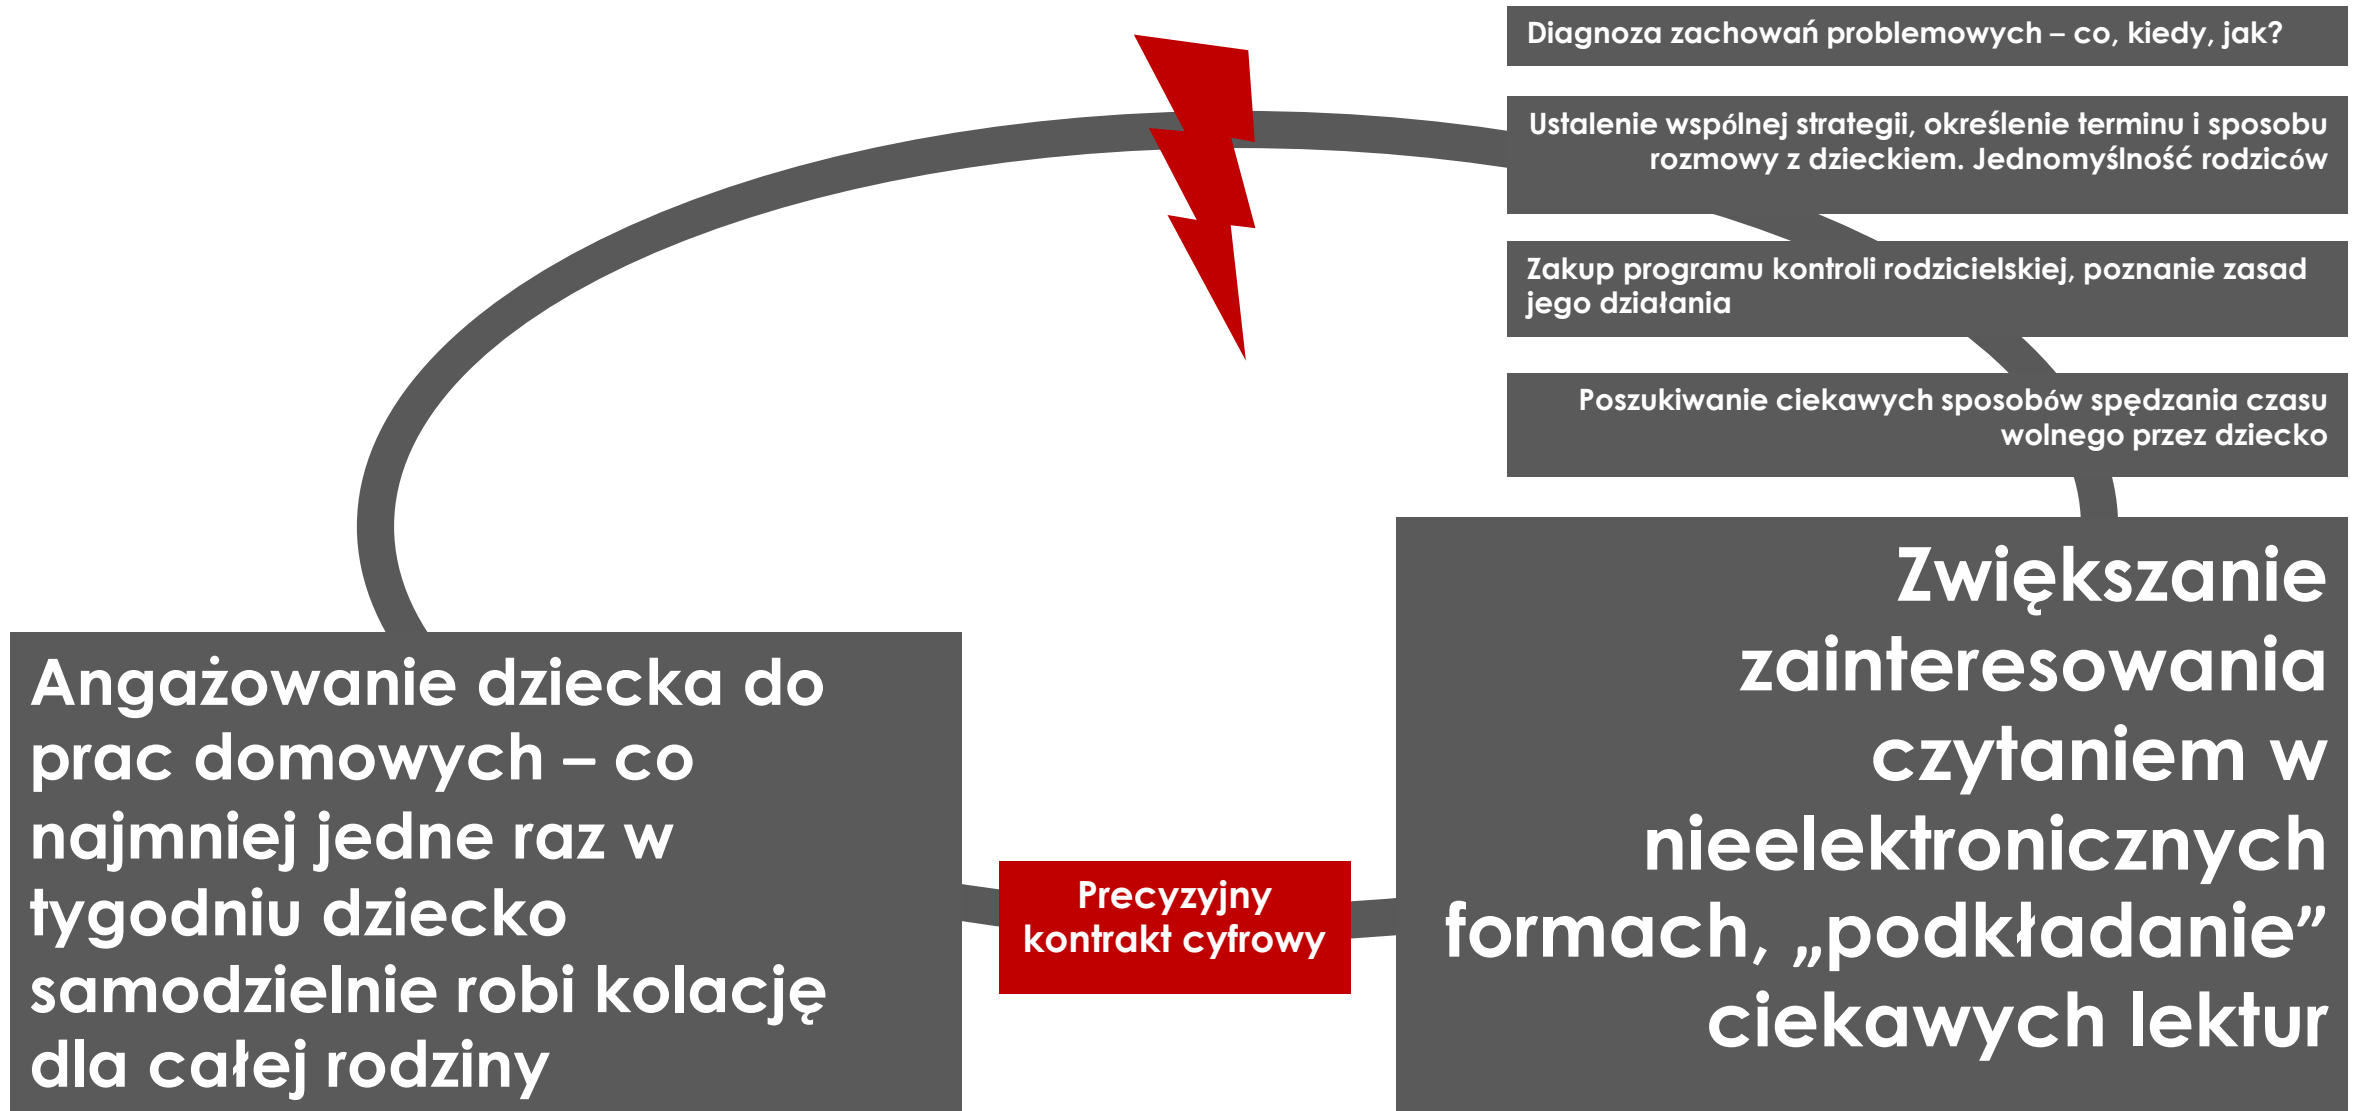 Diagnoza zachowań problemowych – co, kiedy, jak?
Ustalenie wspólnej strategii, określenie terminu i sposobu
rozmowy z dzieckiem. Jednomyślność rodziców
Zakup programu kontroli rodzicielskiej, poznanie zasad
jego działania
Poszukiwanie ciekawych sposobów spędzania czasu
wolnego przez dziecko
Zwiększanie
zainteresowania
czytaniem w
nieelektronicznych
formach, „podkładanie”
ciekawych lektur
Precyzyjny
kontrakt cyfrowy
Angażowanie dziecka do
prac domowych – co
najmniej jedne raz w
tygodniu dziecko
samodzielnie robi kolację
dla całej rodziny